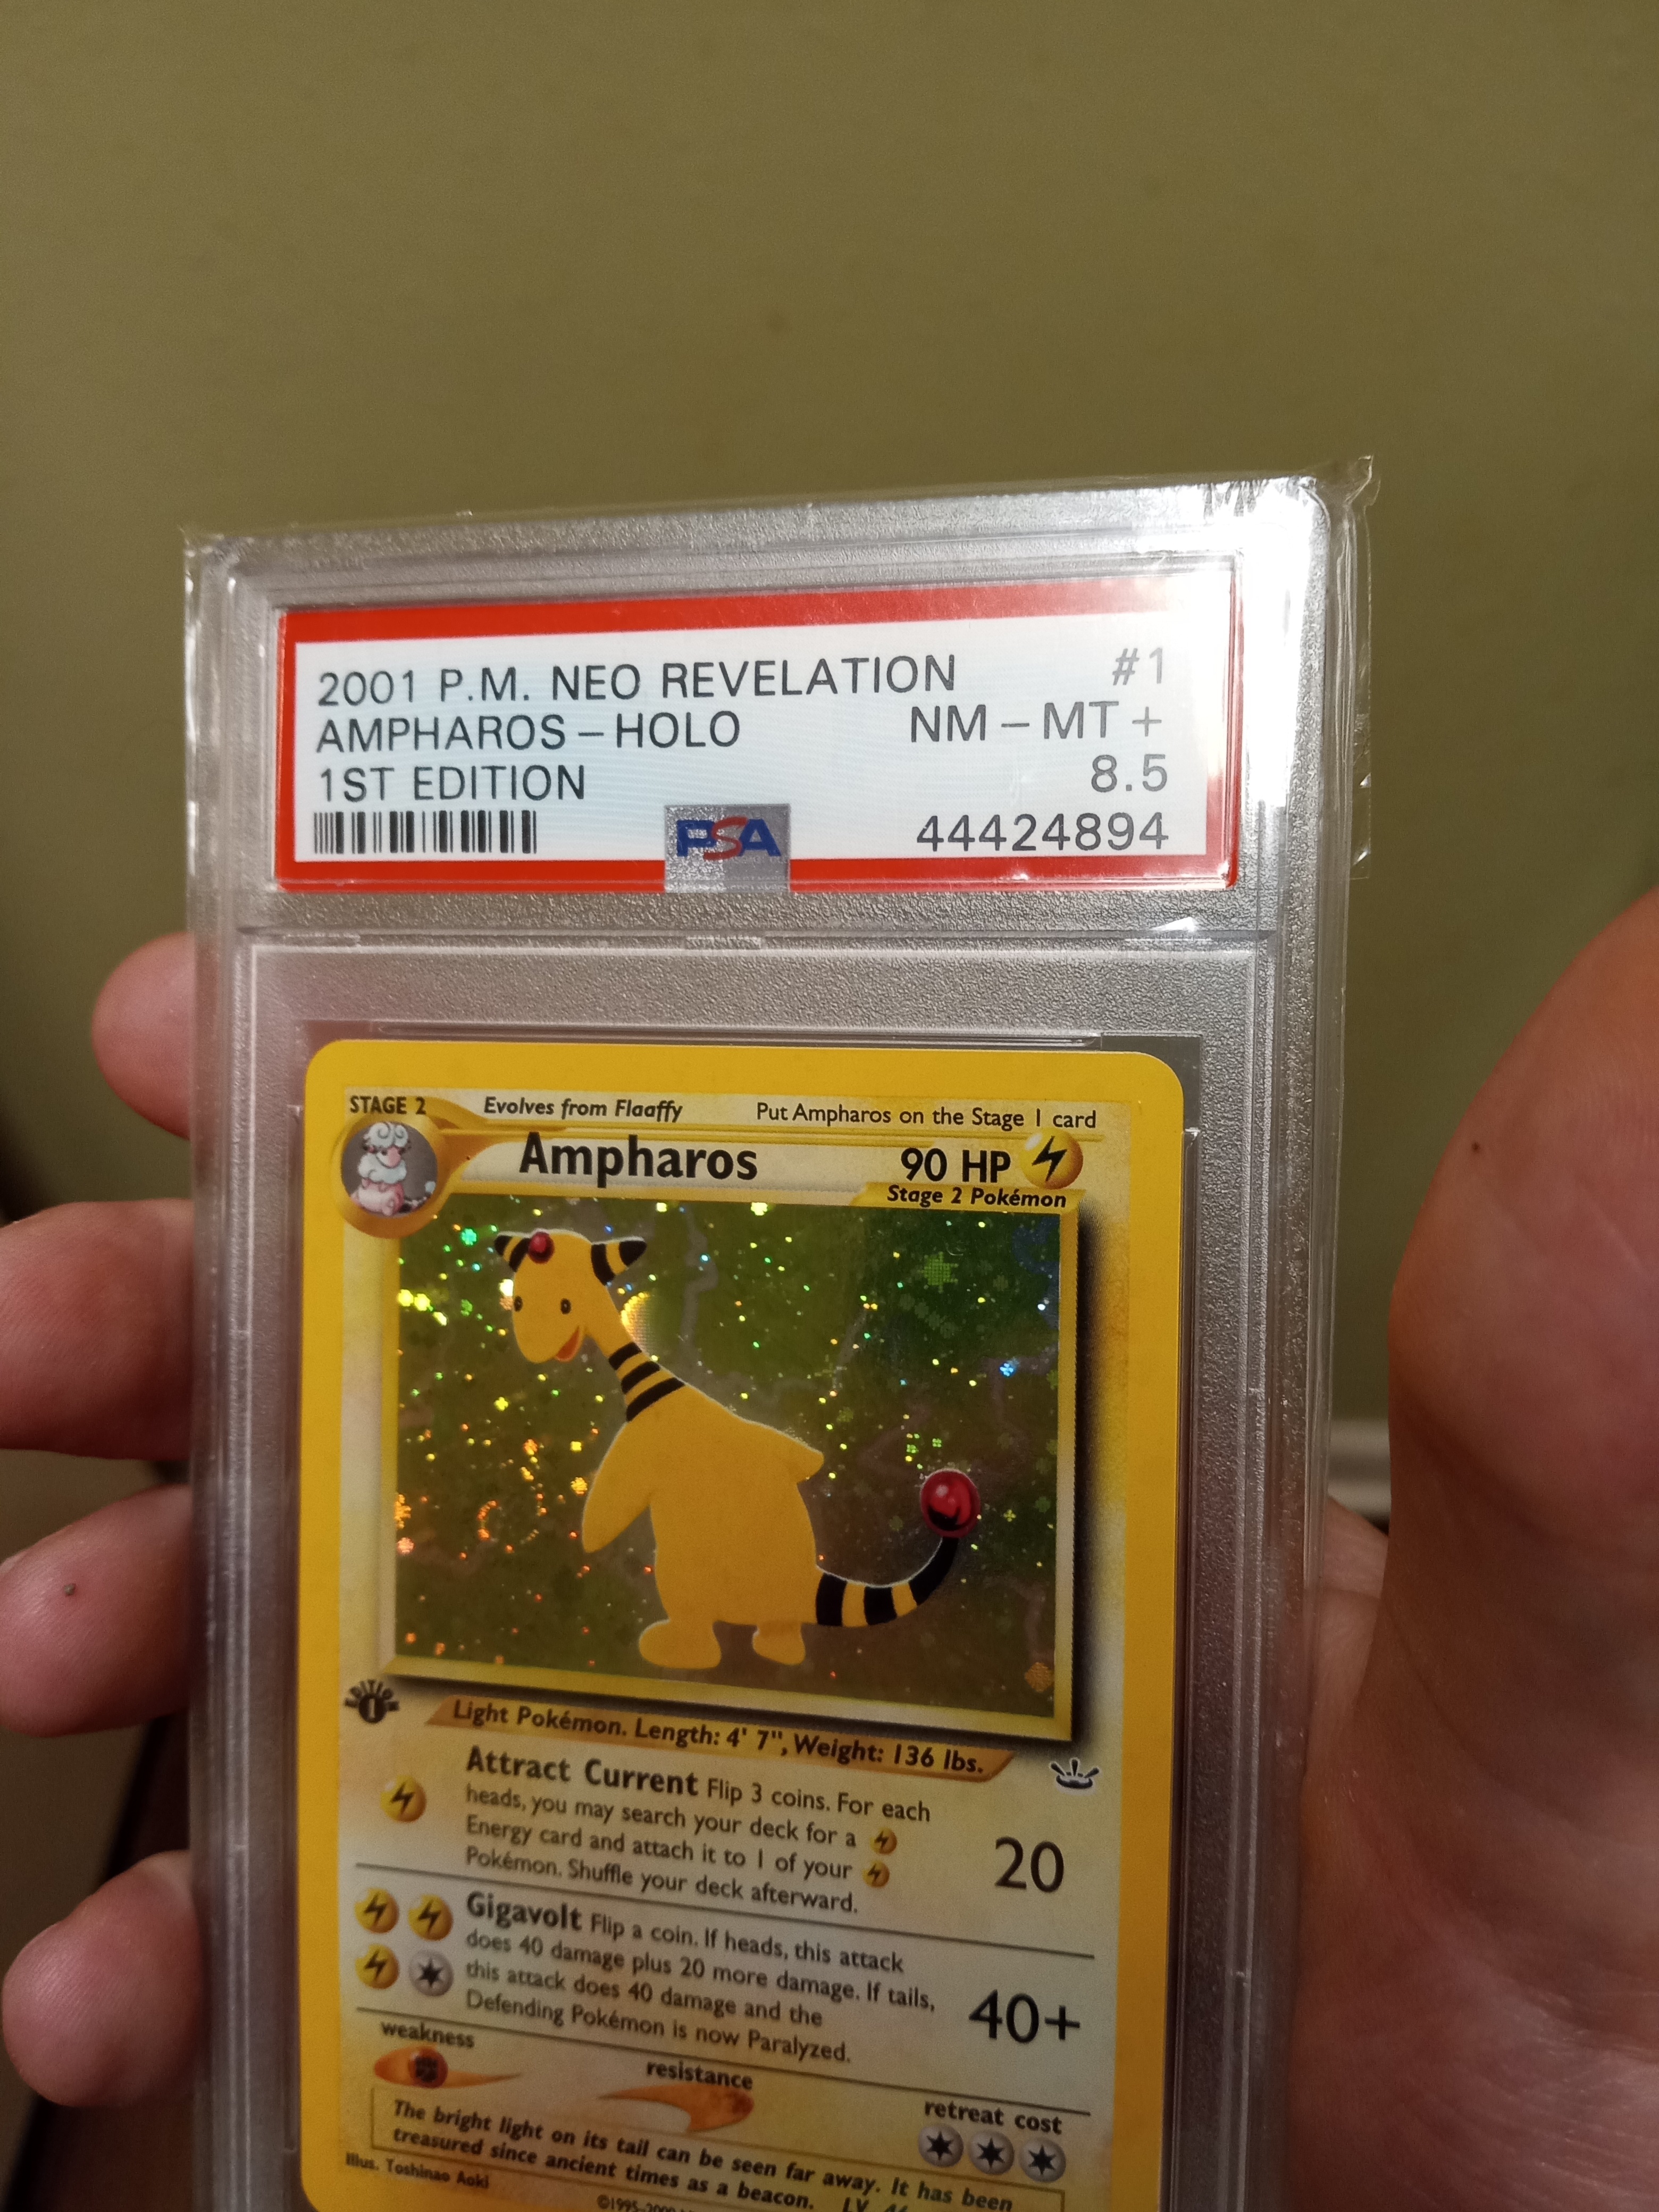 2001 P.M. NEO REVELATION #1
AMPHAROS – HOLO NM – MT +
1ST EDITION 8.5
PSA 44424894
STAGE 2 Evolves from Flaaffy Put Ampharos on the Stage 1 card
Ampharos 90 HP
Stage 2 Pokémon
EDITION 1
Light Pokémon. Length: 4' 7", Weight: 136 lbs.
Attract Current Flip 3 coins. For each
heads, you may search your deck for a
Energy card and attach it to 1 of your
Pokémon. Shuffle your deck afterward.
20
Gigavolt Flip a coin. If heads, this attack
does 40 damage plus 20 more damage. If tails,
this attack does 40 damage and the
Defending Pokémon is now Paralyzed.
40+
weakness
resistance
retreat cost
The bright light on its tail can be seen far away. It has been
treasured since ancient times as a beacon. LV.
Illus. Toshinao Aoki